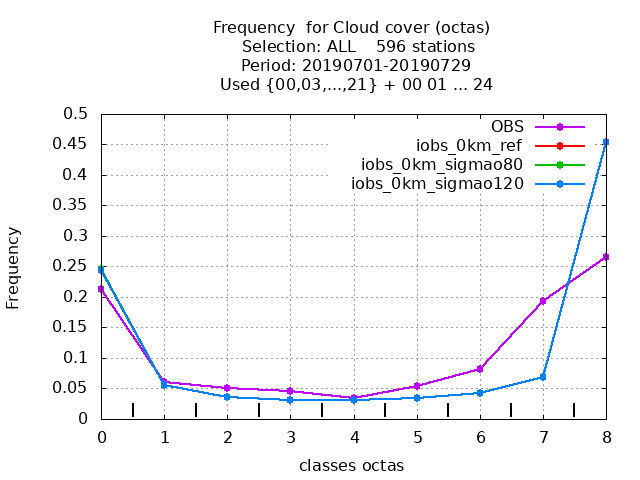 Frequency  for Cloud cover (octas)
Selection: ALL    596 stations
Period: 20190701-20190729
Used {00,03,...,21} + 00 01 ... 24
0.5
OBS
iobs_0km_ref
0.45
iobs_0km_sigmao80
0.4
iobs_0km_sigmao120
0.35
0.3
Frequency
0.25
0.2
0.15
0.1
0.05
0
0 1 2 3 4 5 6 7 8
classes octas